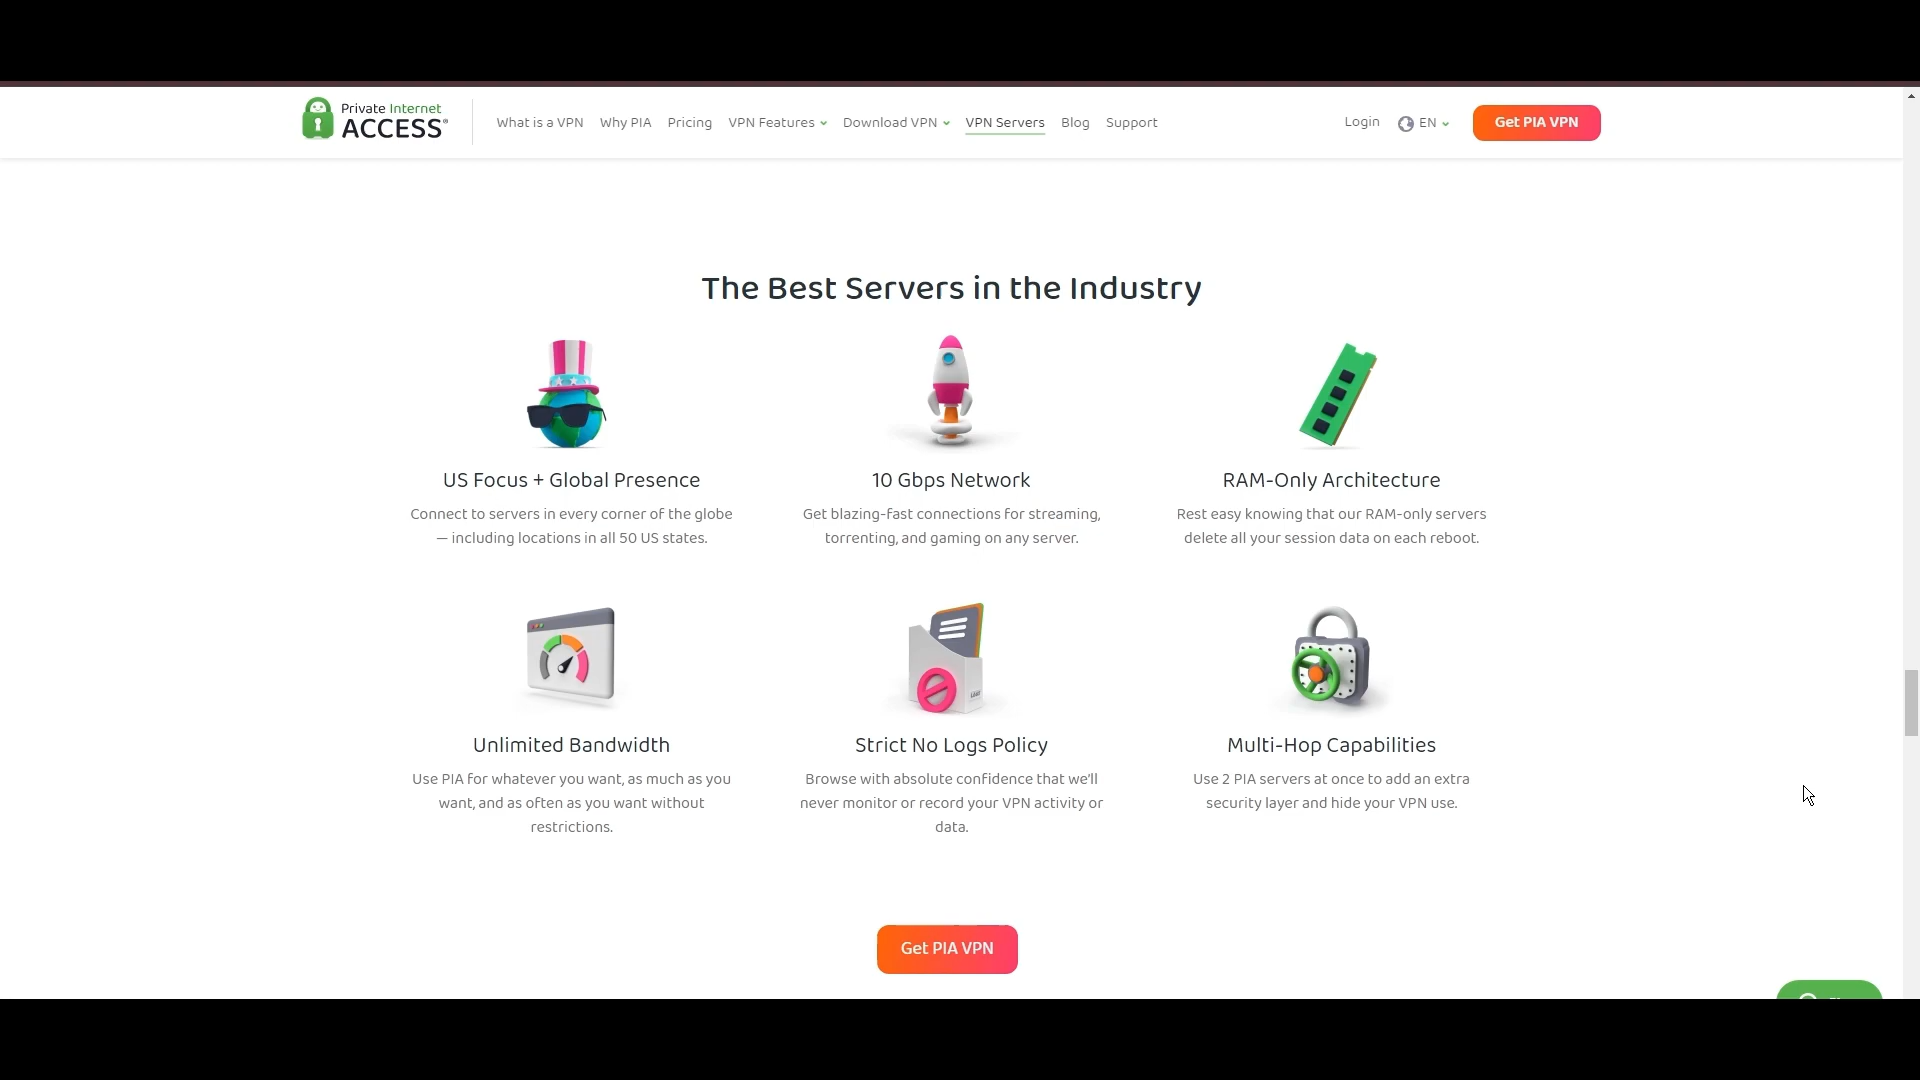 Private Internet
ACCESS®
What is a VPN Why PIA Pricing VPN Features Download VPN VPN Servers Blog Support
Login EN Get PIA VPN
The Best Servers in the Industry
US Focus + Global Presence
Connect to servers in every corner of the globe
— including locations in all 50 US states.
10 Gbps Network
Get blazing-fast connections for streaming,
torrenting, and gaming on any server.
RAM-Only Architecture
Rest easy knowing that our RAM-only servers
delete all your session data on each reboot.
Unlimited Bandwidth
Use PIA for whatever you want, as much as you
want, and as often as you want without
restrictions.
Strict No Logs Policy
Browse with absolute confidence that we'll
never monitor or record your VPN activity or
data.
Multi-Hop Capabilities
Use 2 PIA servers at once to add an extra
security layer and hide your VPN use.
Get PIA VPN